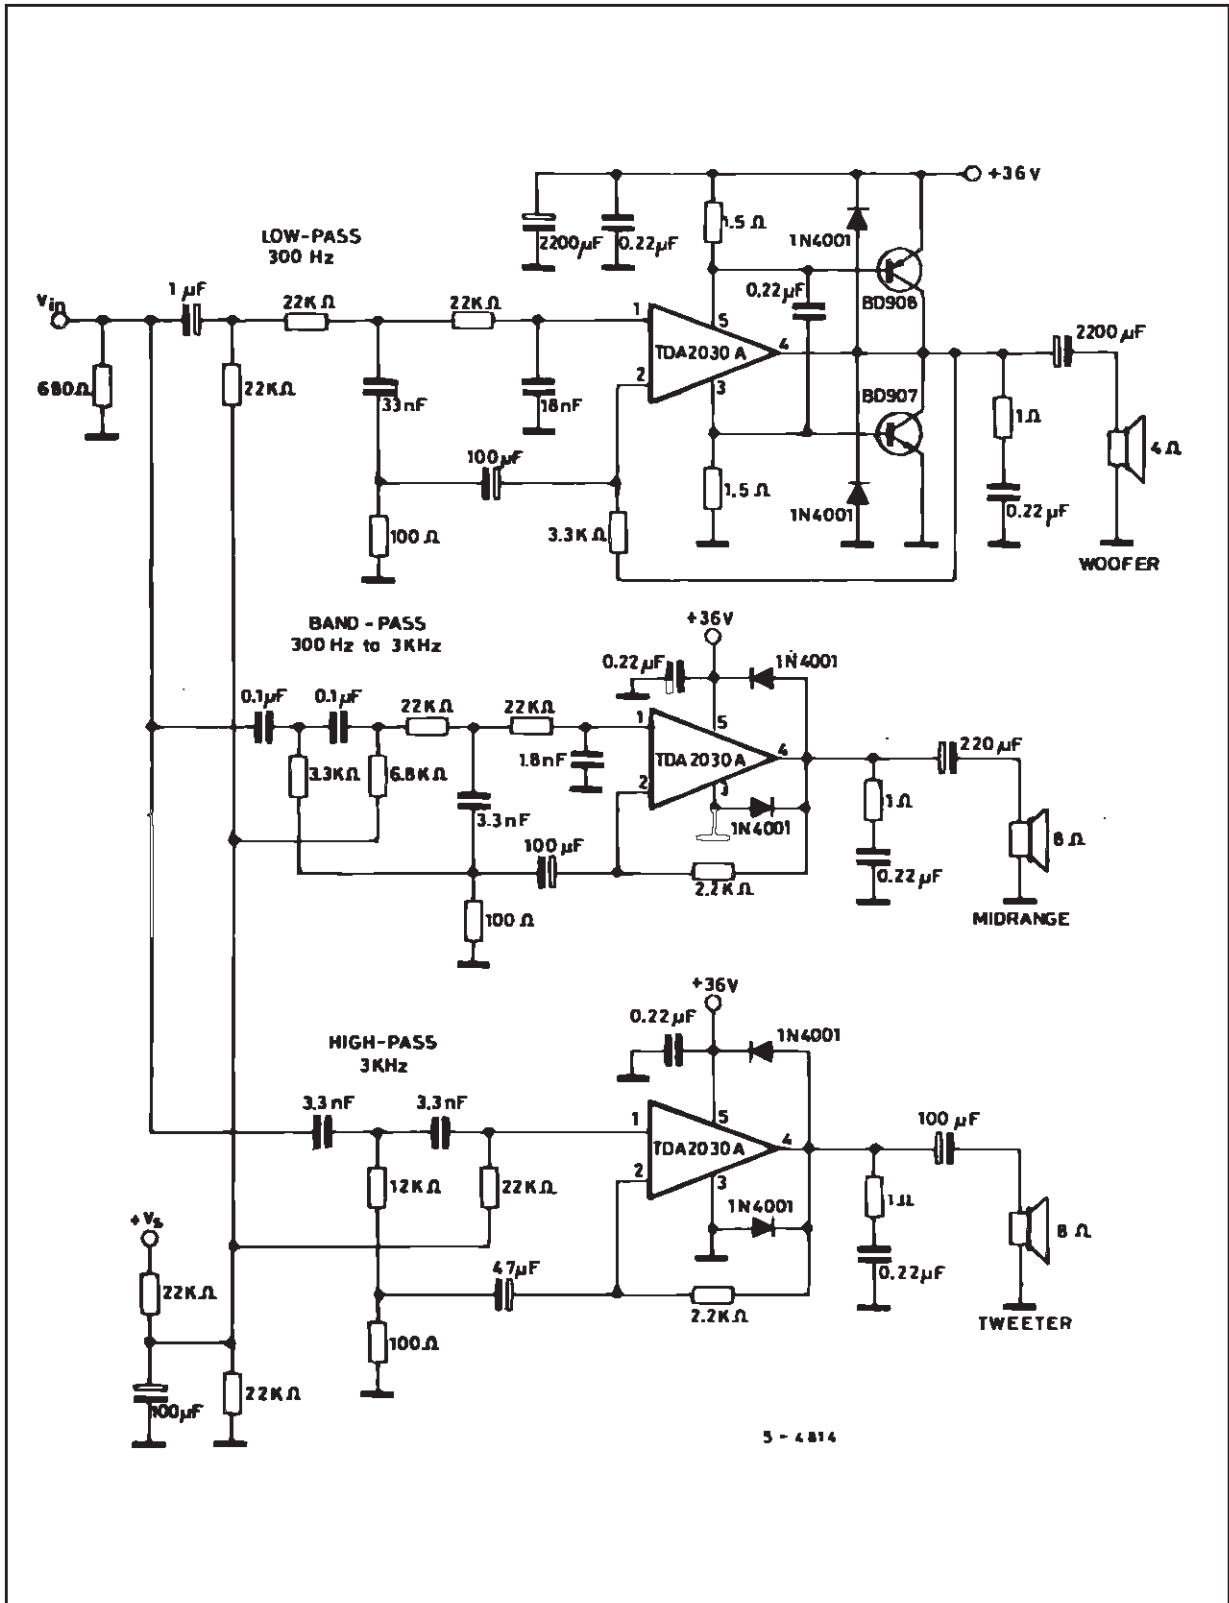 +36V
LOW-PASS
300 Hz
2200µF
0.22µF
1.5 Ω
1N4001
BD908
Vin
1 µF
22KΩ
22KΩ
0.22µF
2200 µF
680Ω
22KΩ
33nF
18nF
1
2
TDA2030A
5
4
3
BD907
1Ω
4 Ω
100µF
1.5 Ω
1N4001
0.22µF
100 Ω
3.3KΩ
WOOFER
BAND-PASS
300 Hz to 3KHz
+36V
0.22µF
1N4001
0.1µF
0.1µF
22KΩ
22KΩ
1
5
TDA2030A
4
220 µF
3.3KΩ
6.8KΩ
1.8nF
2
3
1N4001
3.3nF
1Ω
8 Ω
100 µF
2.2KΩ
0.22µF
100 Ω
MIDRANGE
+36V
0.22µF
1N4001
HIGH-PASS
3KHz
3.3nF
3.3nF
1
5
TDA2030A
4
100 µF
12KΩ
22KΩ
2
3
1N4001
1Ω
8 Ω
+Vs
47µF
0.22µF
22KΩ
2.2KΩ
TWEETER
100Ω
100µF
22KΩ
5 - 4814